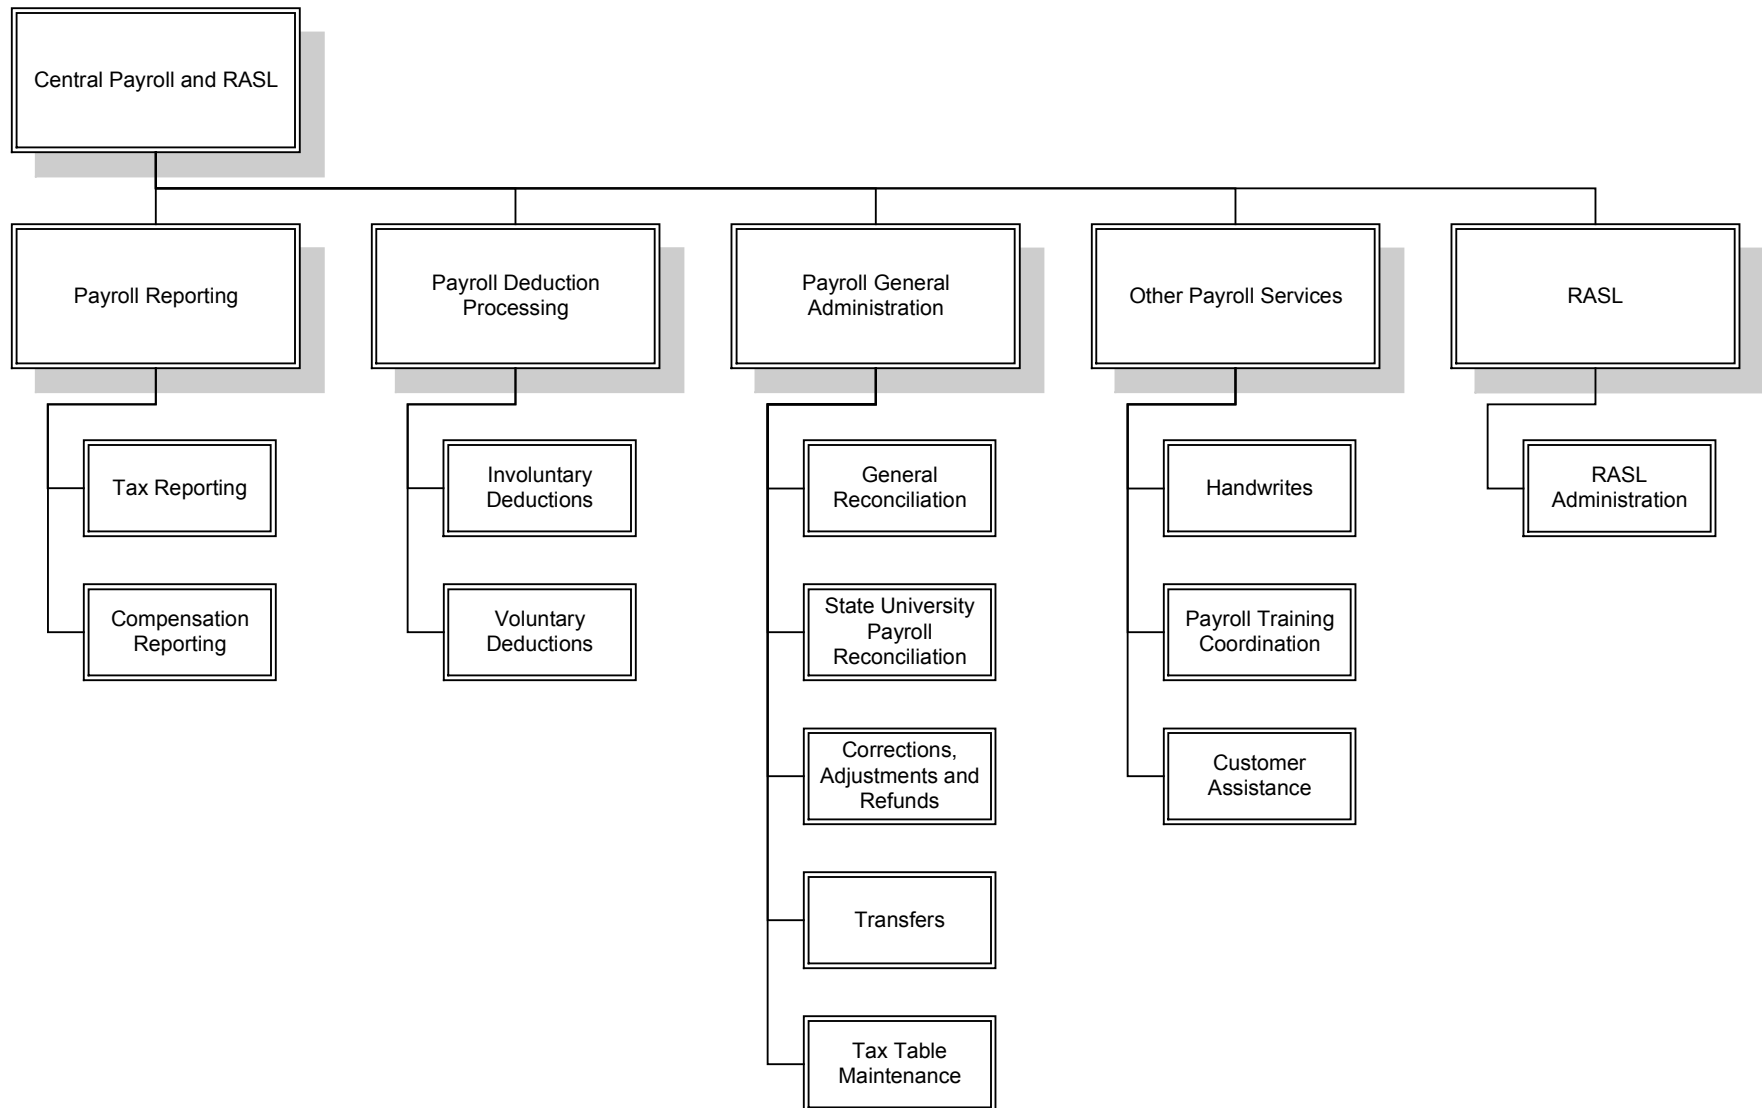 Central Payroll and RASL
Payroll Reporting
Payroll Deduction
Processing
Payroll General
Administration
Other Payroll Services
RASL
Tax Reporting
Compensation
Reporting
Involuntary
Deductions
Voluntary
Deductions
General
Reconciliation
State University
Payroll
Reconciliation
Corrections,
Adjustments and
Refunds
Transfers
Tax Table
Maintenance
Handwrites
Payroll Training
Coordination
Customer
Assistance
RASL
Administration